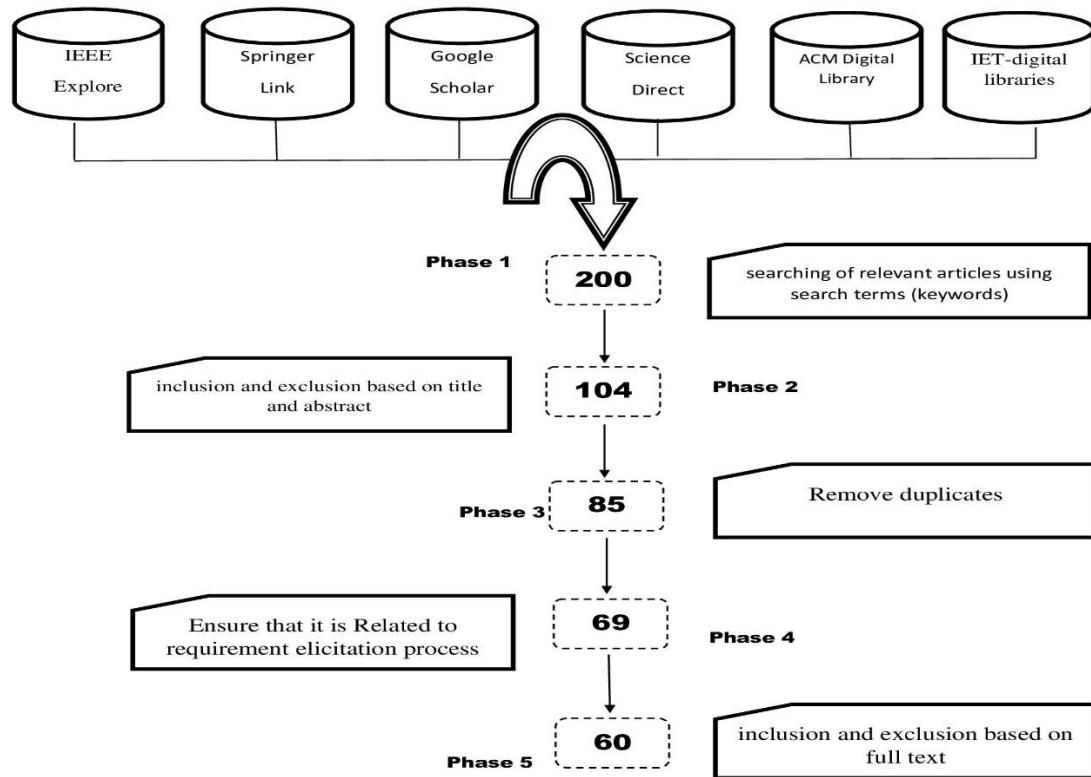 IEEE
Explore
Springer
Link
Google
Scholar
Science
Direct
ACM Digital
Library
IET-digital
libraries
Phase 1
200
searching of relevant articles using
search terms (keywords)
inclusion and exclusion based on title
and abstract
104
Phase 2
Phase 3
85
Remove duplicates
Ensure that it is Related to
requirement elicitation process
69
Phase 4
Phase 5
60
inclusion and exclusion based on
full text